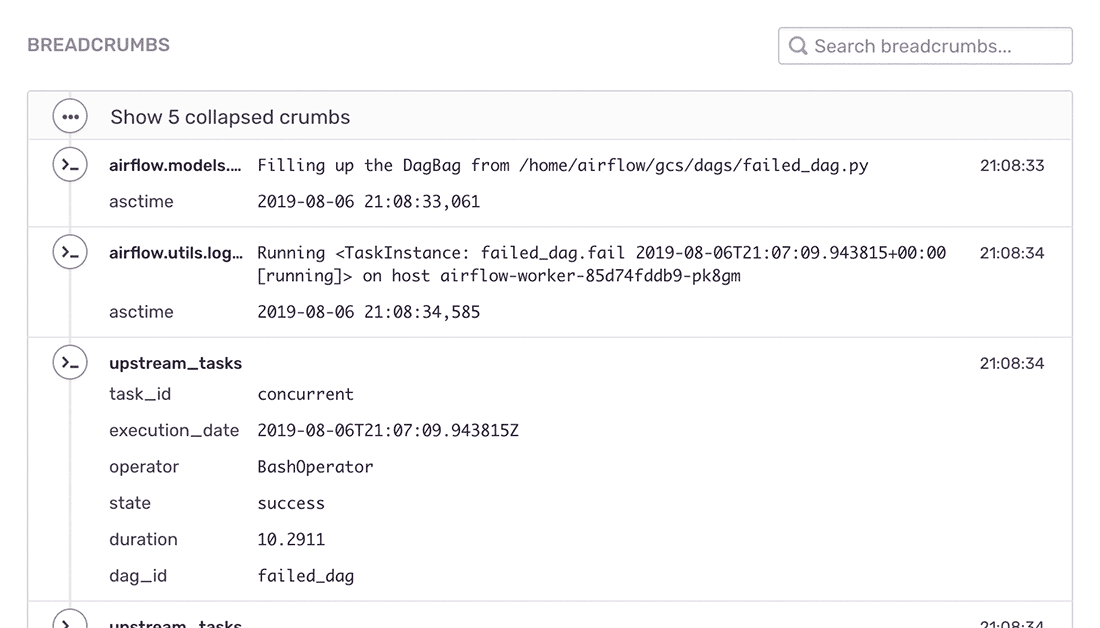 BREADCRUMBS
Search breadcrumbs...
Show 5 collapsed crumbs
airflow.models.... Filling up the DagBag from /home/airflow/gcs/dags/failed_dag.py 21:08:33
asctime 2019-08-06 21:08:33,061
airflow.utils.log... Running <TaskInstance: failed_dag.fail 2019-08-06T21:07:09.943815+00:00 21:08:34
[running]> on host airflow-worker-85d74fddb9-pk8gm
asctime 2019-08-06 21:08:34,585
upstream_tasks 21:08:34
task_id concurrent
execution_date 2019-08-06T21:07:09.943815Z
operator BashOperator
state success
duration 10.2911
dag_id failed_dag
upstream_tasks 21:08:34